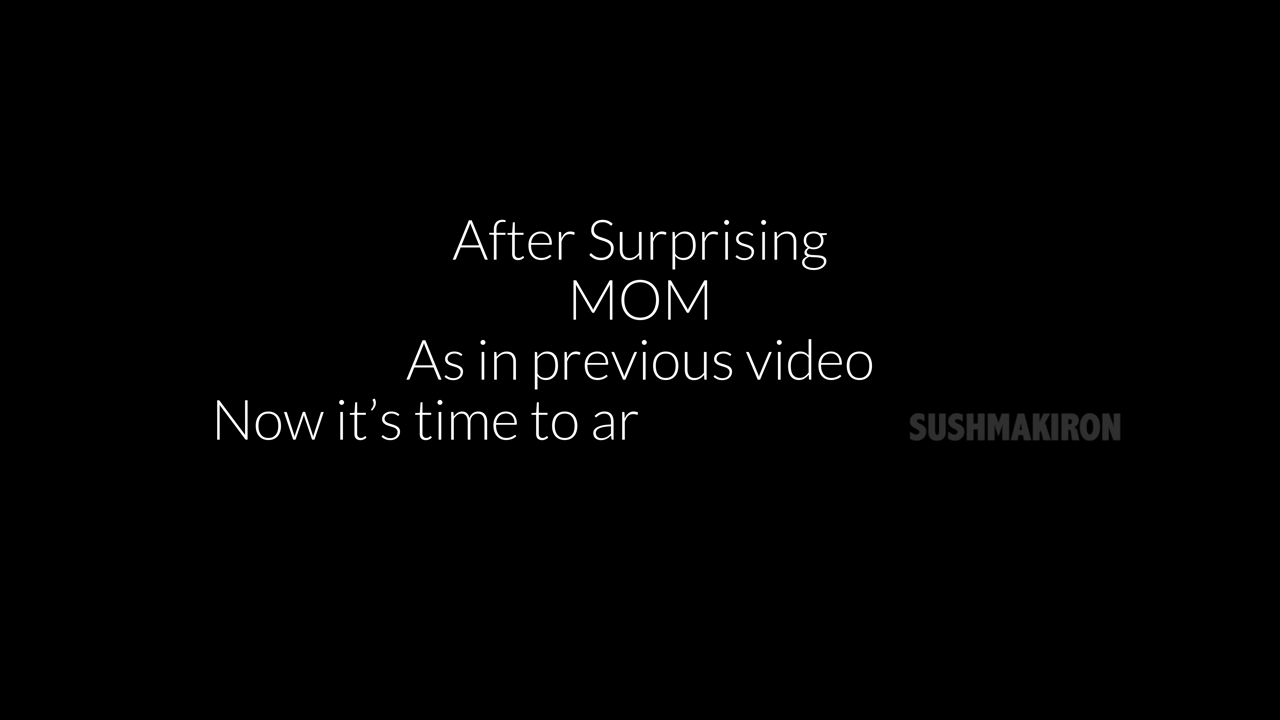 After Surprising
MOM
As in previous video
Now it’s time to ar
SUSHMAKIRON